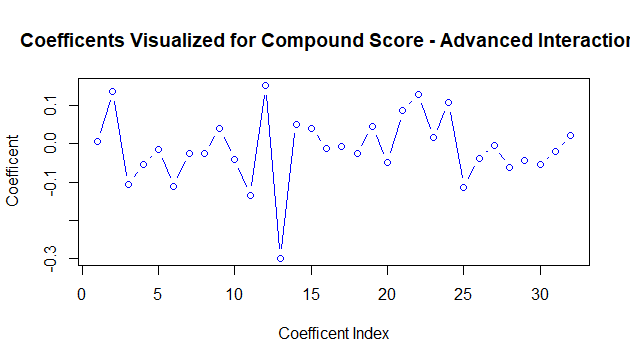 Coefficents Visualized for Compound Score - Advanced Interaction
Coefficent
0.1
0.0
-0.1
-0.3
0 5 10 15 20 25 30
Coefficent Index